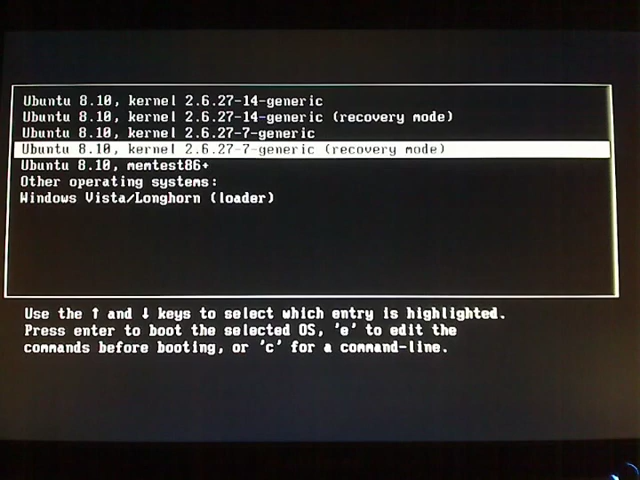 Ubuntu 8.10, kernel 2.6.27-14-generic
Ubuntu 8.10, kernel 2.6.27-14-generic (recovery mode)
Ubuntu 8.10, kernel 2.6.27-7-generic
Ubuntu 8.10, kernel 2.6.27-7-generic (recovery mode)
Ubuntu 8.10, memtest86+
Other operating systems:
Windows Vista/Longhorn (loader)
Use the ↑ and ↓ keys to select which entry is highlighted.
Press enter to boot the selected OS, 'e' to edit the
commands before booting, or 'c' for a command-line.